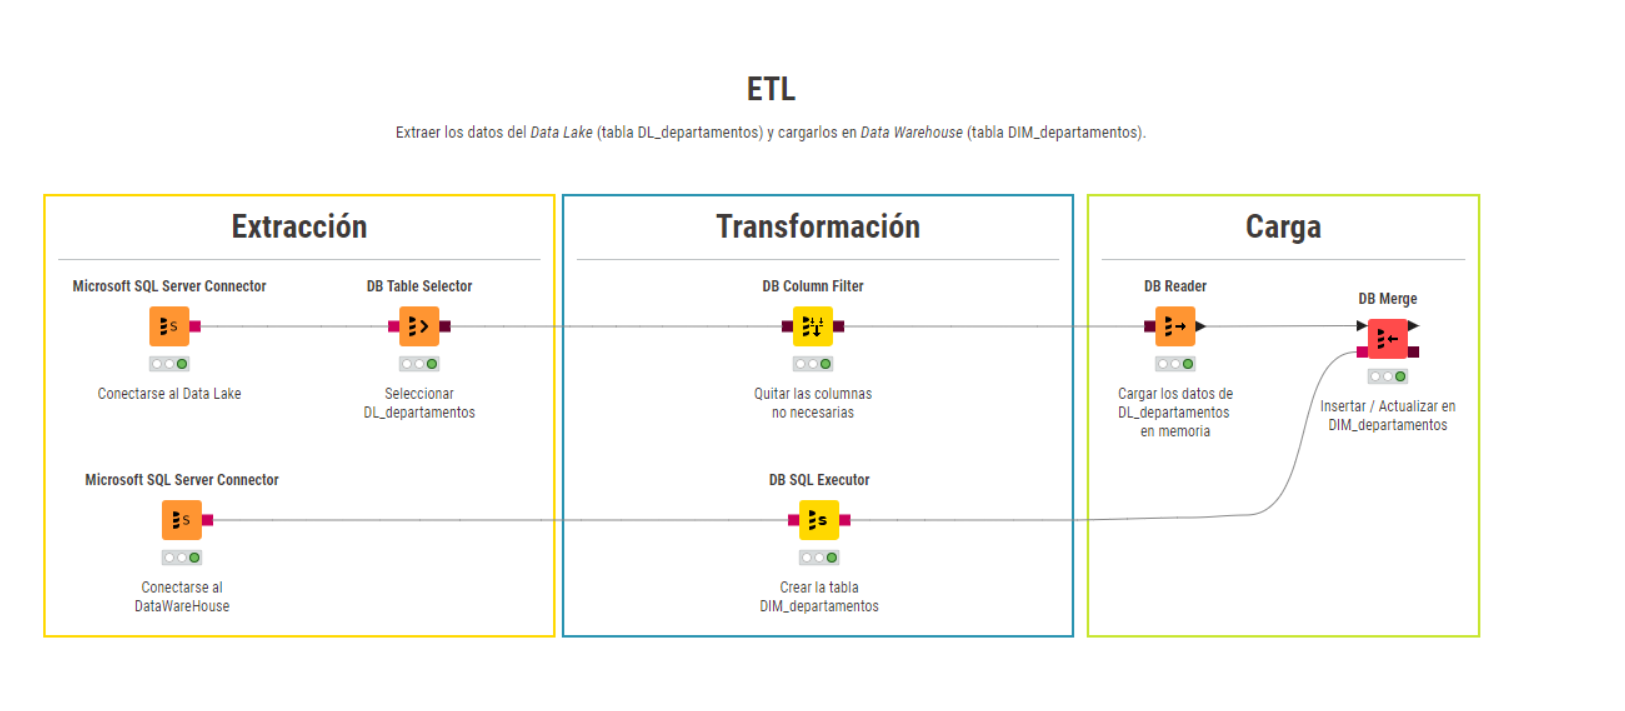 ETL
Extraer los datos del Data Lake (tabla DL_departamentos) y cargarlos en Data Warehouse (tabla DIM_departamentos).
Extracción
Microsoft SQL Server Connector
DB Table Selector
S
Conectarse al Data Lake
Seleccionar
DL_departamentos
Microsoft SQL Server Connector
S
Conectarse al
DataWareHouse
Transformación
DB Column Filter
Quitar las columnas
no necesarias
DB SQL Executor
S
Crear la tabla
DIM_departamentos
Carga
DB Reader
Cargar los datos de
DL_departamentos
en memoria
DB Merge
Insertar / Actualizar en
DIM_departamentos